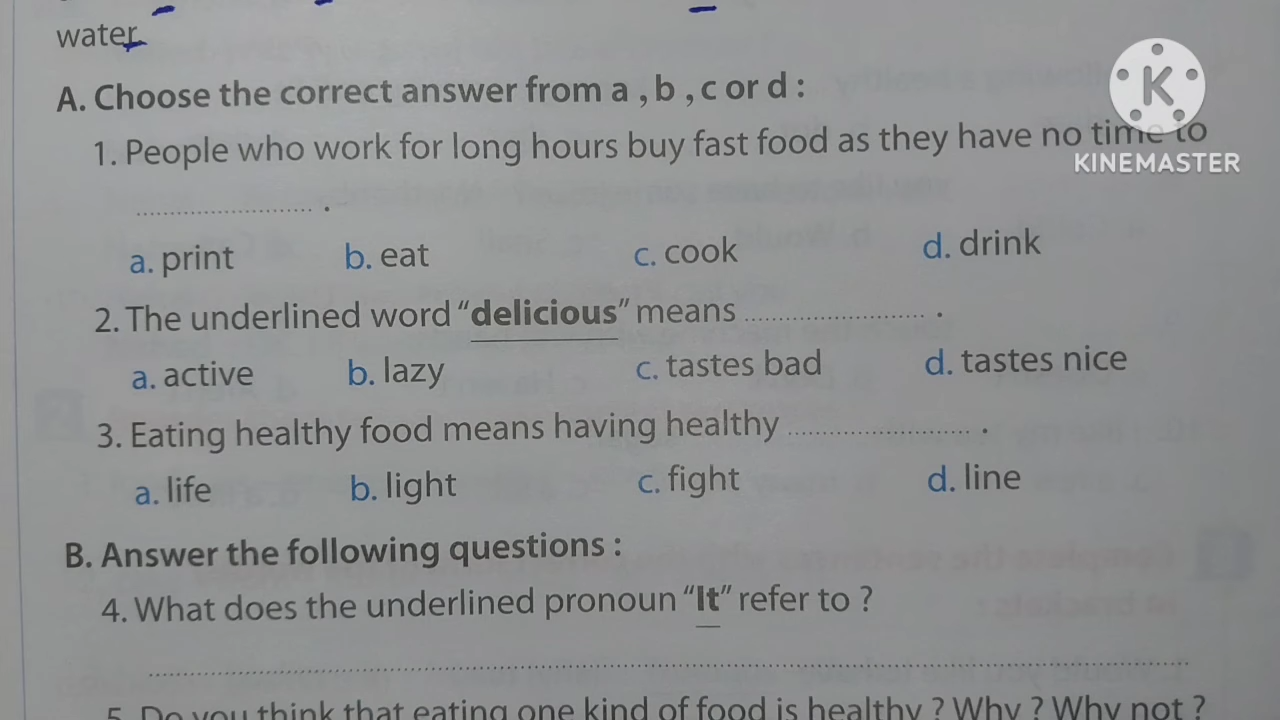 water.
A. Choose the correct answer from a , b , c or d :
1. People who work for long hours buy fast food as they have no time to
........................... .
a. print b. eat c. cook d. drink
2. The underlined word “delicious” means ........................... .
a. active b. lazy c. tastes bad d. tastes nice
3. Eating healthy food means having healthy ........................... .
a. life b. light c. fight d. line
B. Answer the following questions :
4. What does the underlined pronoun “It” refer to ?
5. Do you think that eating one kind of food is healthy ? Why ? Why not ?
K
KINEMASTER